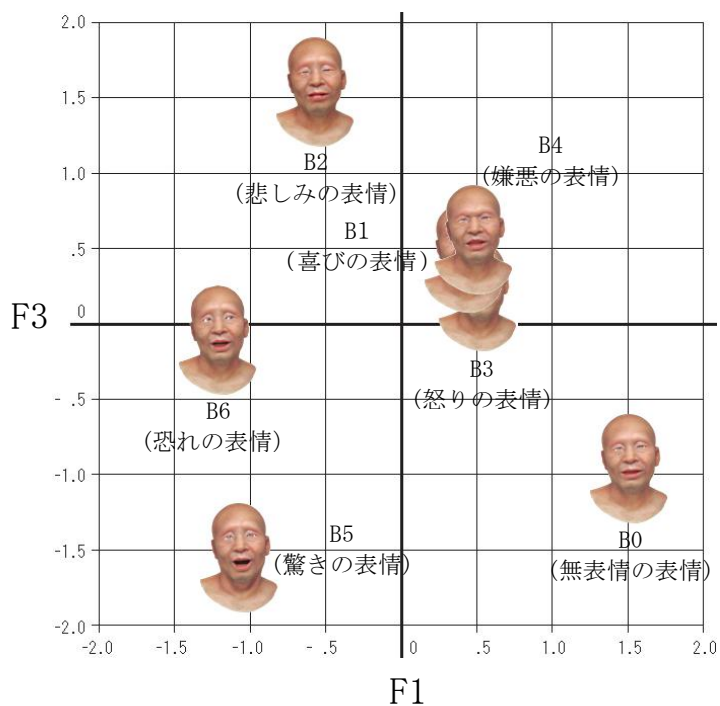 2.0
1.5
B4
(嫌悪の表情)
B2
(悲しみの表情)
1.0
B1
(喜びの表情)
.5
F3
0
B3
(怒りの表情)
- .5
B6
(恐れの表情)
-1.0
B5
(驚きの表情)
B0
(無表情の表情)
-1.5
-2.0
-2.0 -1.5 -1.0 - .5 0 .5 1.0 1.5 2.0
F1